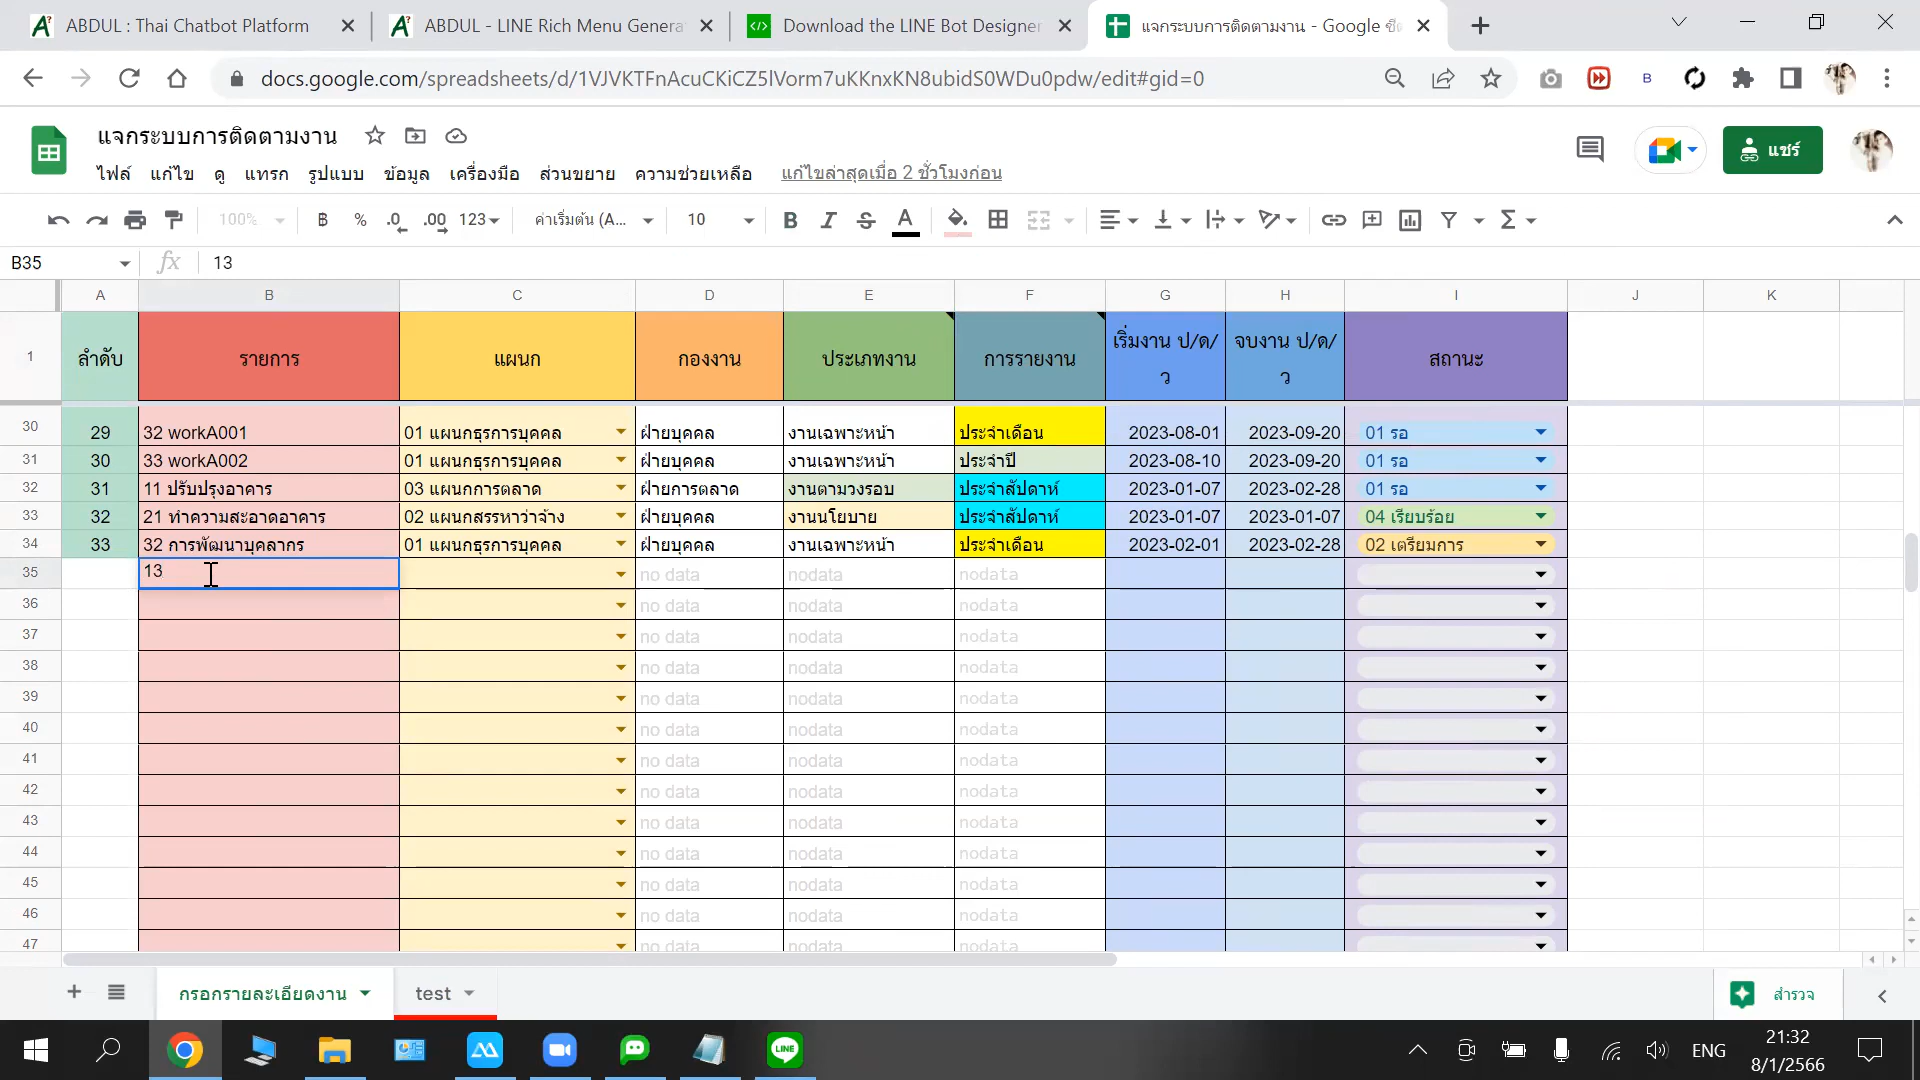 ABDUL : Thai Chatbot Platform
ABDUL - LINE Rich Menu Genera
Download the LINE Bot Designer
แจกระบบการติดตามงาน - Google ชีต
docs.google.com/spreadsheets/d/1VJVKTFnAcuCKiCZ5lVorm7uKKnxKN8ubidS0WDu0pdw/edit#gid=0
แจกระบบการติดตามงาน
แชร์
ไฟล์ แก้ไข ดู แทรก รูปแบบ ข้อมูล เครื่องมือ ส่วนขยาย ความช่วยเหลือ แก้ไขล่าสุดเมื่อ 2 ชั่วโมงก่อน
100% ฿ % .0 .00 123 ค่าเริ่มต้น (A... 10 B I S A
B35 fx 13
A B C D E F G H I J K
1 ลำดับ รายการ แผนก กองงาน ประเภทงาน การรายงาน เริ่มงาน ป/ด/ว จบงาน ป/ด/ว สถานะ
30 29 32 workA001 01 แผนกธุรการบุคคล ฝ่ายบุคคล งานเฉพาะหน้า ประจำเดือน 2023-08-01 2023-09-20 01 รอ
31 30 33 workA002 01 แผนกธุรการบุคคล ฝ่ายบุคคล งานเฉพาะหน้า ประจำปี 2023-08-10 2023-09-20 01 รอ
32 31 11 ปรับปรุงอาคาร 03 แผนกการตลาด ฝ่ายการตลาด งานตามวงรอบ ประจำสัปดาห์ 2023-01-07 2023-02-28 01 รอ
33 32 21 ทำความสะอาดอาคาร 02 แผนกสรรหาว่าจ้าง ฝ่ายบุคคล งานนโยบาย ประจำสัปดาห์ 2023-01-07 2023-01-07 04 เรียบร้อย
34 33 32 การพัฒนาบุคลากร 01 แผนกธุรการบุคคล ฝ่ายบุคคล งานเฉพาะหน้า ประจำเดือน 2023-02-01 2023-02-28 02 เตรียมการ
35 13 no data nodata nodata
36 no data nodata nodata
37 no data nodata nodata
38 no data nodata nodata
39 no data nodata nodata
40 no data nodata nodata
41 no data nodata nodata
42 no data nodata nodata
43 no data nodata nodata
44 no data nodata nodata
45 no data nodata nodata
46 no data nodata nodata
47 no data nodata nodata
กรอกรายละเอียดงาน test สำรวจ
LINE
ENG
21:32
8/1/2566